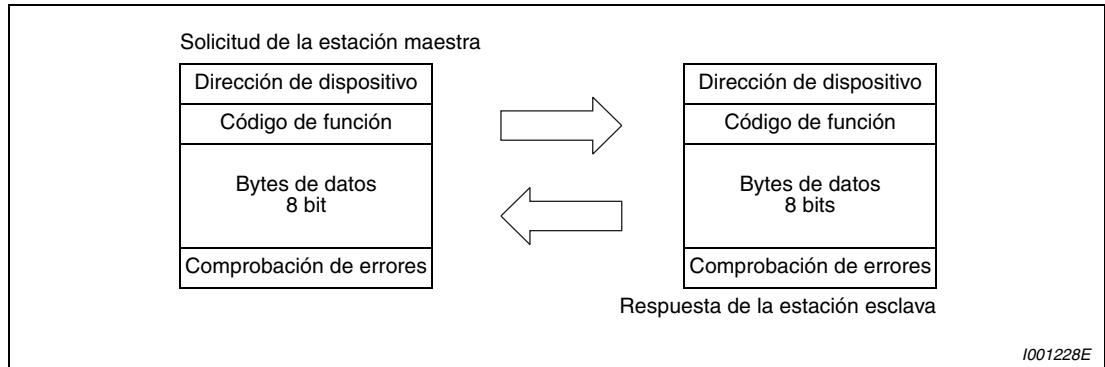 Solicitud de la estación maestra
Dirección de dispositivo
Código de función
Bytes de datos
8 bit
Comprobación de errores
Dirección de dispositivo
Código de función
Bytes de datos
8 bits
Comprobación de errores
Respuesta de la estación esclava
I001228E